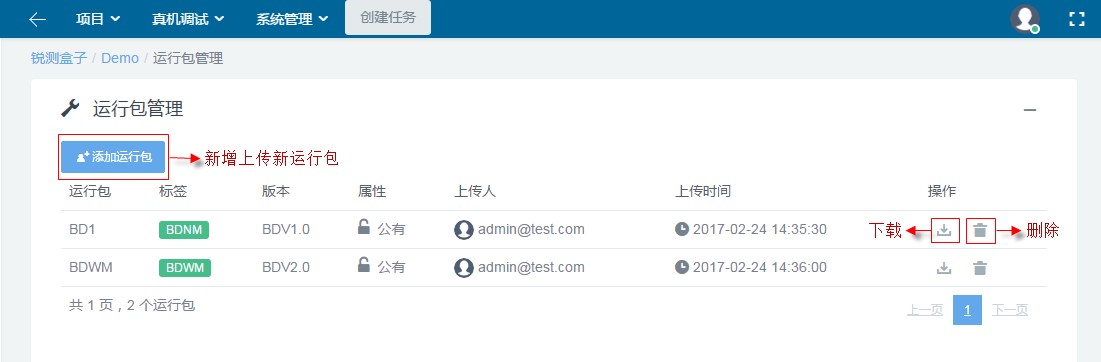 项目 真机调试 系统管理 创建任务
锐测盒子 / Demo / 运行包管理
运行包管理
添加运行包 新增上传新运行包
运行包 标签 版本 属性 上传人 上传时间 操作
BD1 BDNM BDV1.0 公有 admin@test.com 2017-02-24 14:35:30 下载 删除
BDWM BDWM BDV2.0 公有 admin@test.com 2017-02-24 14:36:00
共 1 页，2 个运行包 上一页 1 下一页